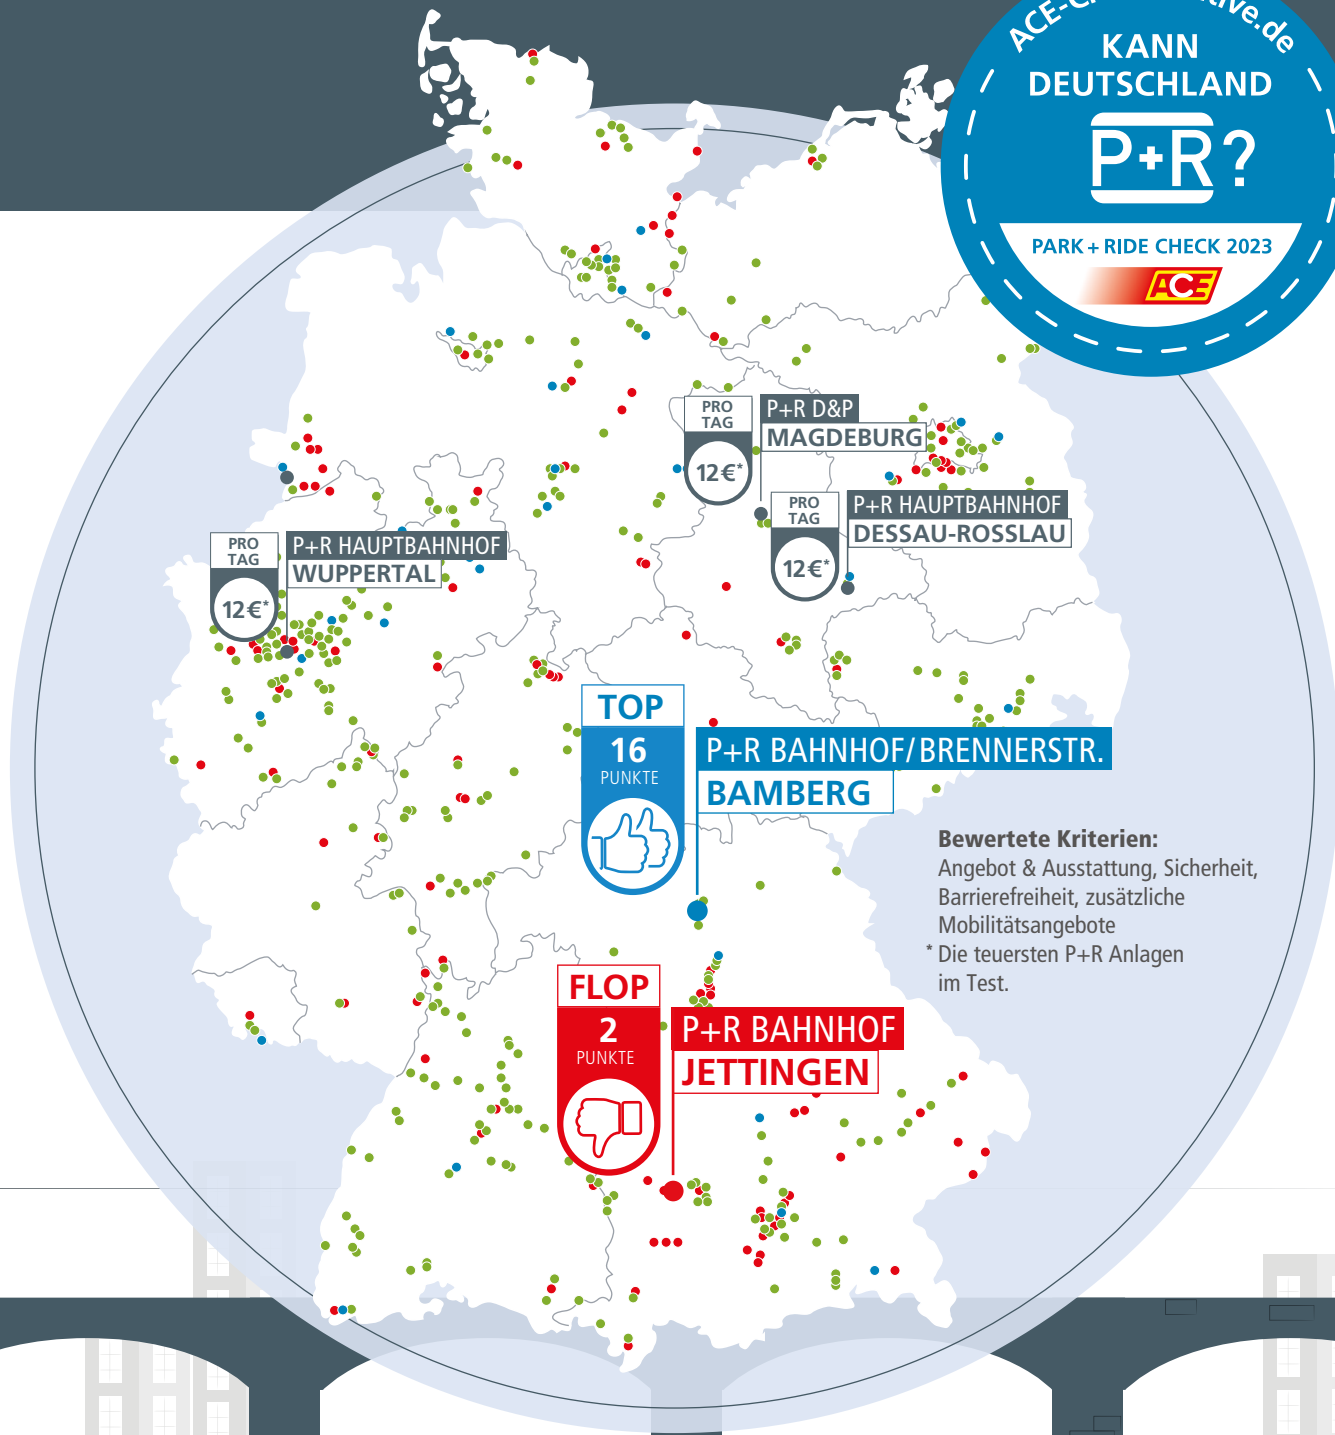 KANN
DEUTSCHLAND
P+R?
PARK + RIDE CHECK 2023
ACE
PRO
TAG
12€*
P+R D&P
MAGDEBURG
PRO
TAG
12€*
P+R HAUPTBAHNHOF
DESSAU-ROSSLAU
PRO
TAG
12€*
P+R HAUPTBAHNHOF
WUPPERTAL
TOP
16
PUNKTE
P+R BAHNHOF/BRENNERSTR.
BAMBERG
Bewertete Kriterien:
Angebot & Ausstattung, Sicherheit,
Barrierefreiheit, zusätzliche
Mobilitätsangebote
* Die teuersten P+R Anlagen
im Test.
FLOP
2
PUNKTE
P+R BAHNHOF
JETTINGEN